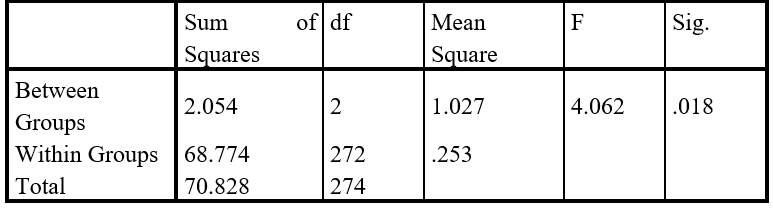 Sum of Squares df Mean Square F Sig.
Between Groups 2.054 2 1.027 4.062 .018
Within Groups 68.774 272 .253
Total 70.828 274